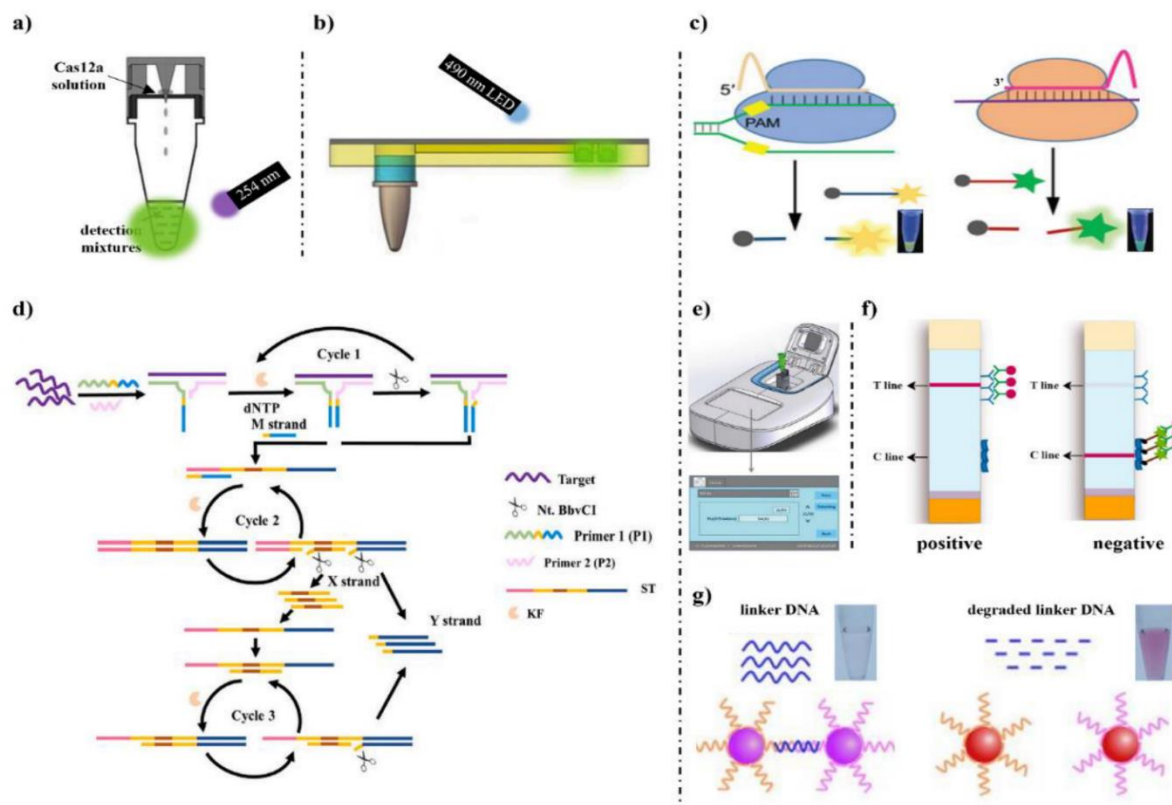 a)
Cas12a
solution
254 nm
detection
mixtures
b)
490 nm LED
c)
5'
PAM
3'
d)
Cycle 1
dNTP
M strand
Cycle 2
X strand
Y strand
Cycle 3
Target
Nt. BbvCI
Primer 1 (P1)
Primer 2 (P2)
ST
KF
e)
f)
T line
C line
positive
T line
C line
negative
g)
linker DNA
degraded linker DNA